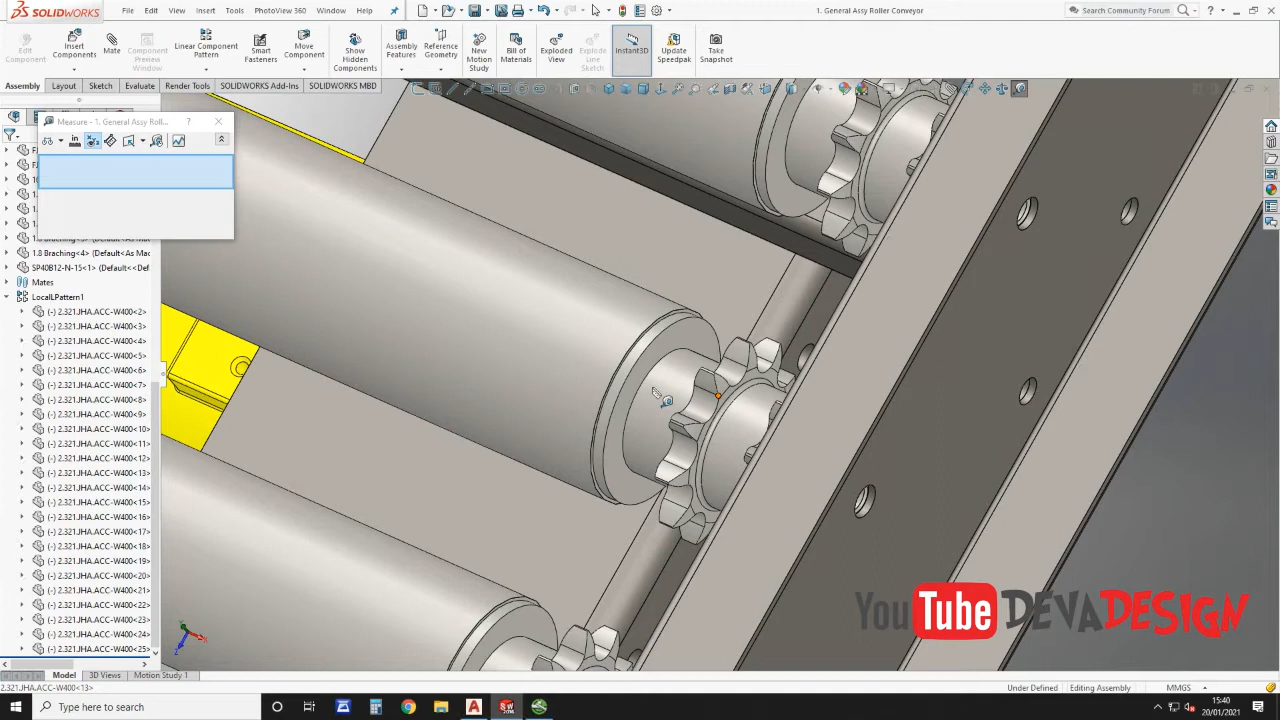 SOLIDWORKS
File
Edit
View
Insert
Tools
PhotoView 360
Window
Help
1. General Assy Roller Conveyor
Search Community Forum
Edit Component
Insert Components
Mate
Component Preview Window
Linear Component Pattern
Smart Fasteners
Move Component
Show Hidden Components
Assembly Features
Reference Geometry
New Motion Study
Bill of Materials
Exploded View
Explode Line Sketch
Instant3D
Update Speedpak
Take Snapshot
Assembly
Layout
Sketch
Evaluate
Render Tools
SOLIDWORKS Add-Ins
SOLIDWORKS MBD
Measure - 1. General Assy Roll...
in
1.8 Braching<4> (Default<As Mac
SP40B12-N-15<1> (Default<<Def.
Mates
LocalLPattern1
(-) 2.321.JHA.ACC-W400<2>
(-) 2.321.JHA.ACC-W400<3>
(-) 2.321.JHA.ACC-W400<4>
(-) 2.321.JHA.ACC-W400<5>
(-) 2.321.JHA.ACC-W400<6>
(-) 2.321.JHA.ACC-W400<7>
(-) 2.321.JHA.ACC-W400<8>
(-) 2.321.JHA.ACC-W400<9>
(-) 2.321.JHA.ACC-W400<10>
(-) 2.321.JHA.ACC-W400<11>
(-) 2.321.JHA.ACC-W400<12>
(-) 2.321.JHA.ACC-W400<13>
(-) 2.321.JHA.ACC-W400<14>
(-) 2.321.JHA.ACC-W400<15>
(-) 2.321.JHA.ACC-W400<16>
(-) 2.321.JHA.ACC-W400<17>
(-) 2.321.JHA.ACC-W400<18>
(-) 2.321.JHA.ACC-W400<19>
(-) 2.321.JHA.ACC-W400<20>
(-) 2.321.JHA.ACC-W400<21>
(-) 2.321.JHA.ACC-W400<22>
(-) 2.321.JHA.ACC-W400<23>
(-) 2.321.JHA.ACC-W400<24>
(-) 2.321.JHA.ACC-W400<25>
YouTube DEVADESIGN
Model
3D Views
Motion Study 1
2.321.JHA.ACC-W400<13>
Under Defined
Editing Assembly
MMGS
Type here to search
15:40
20/01/2021